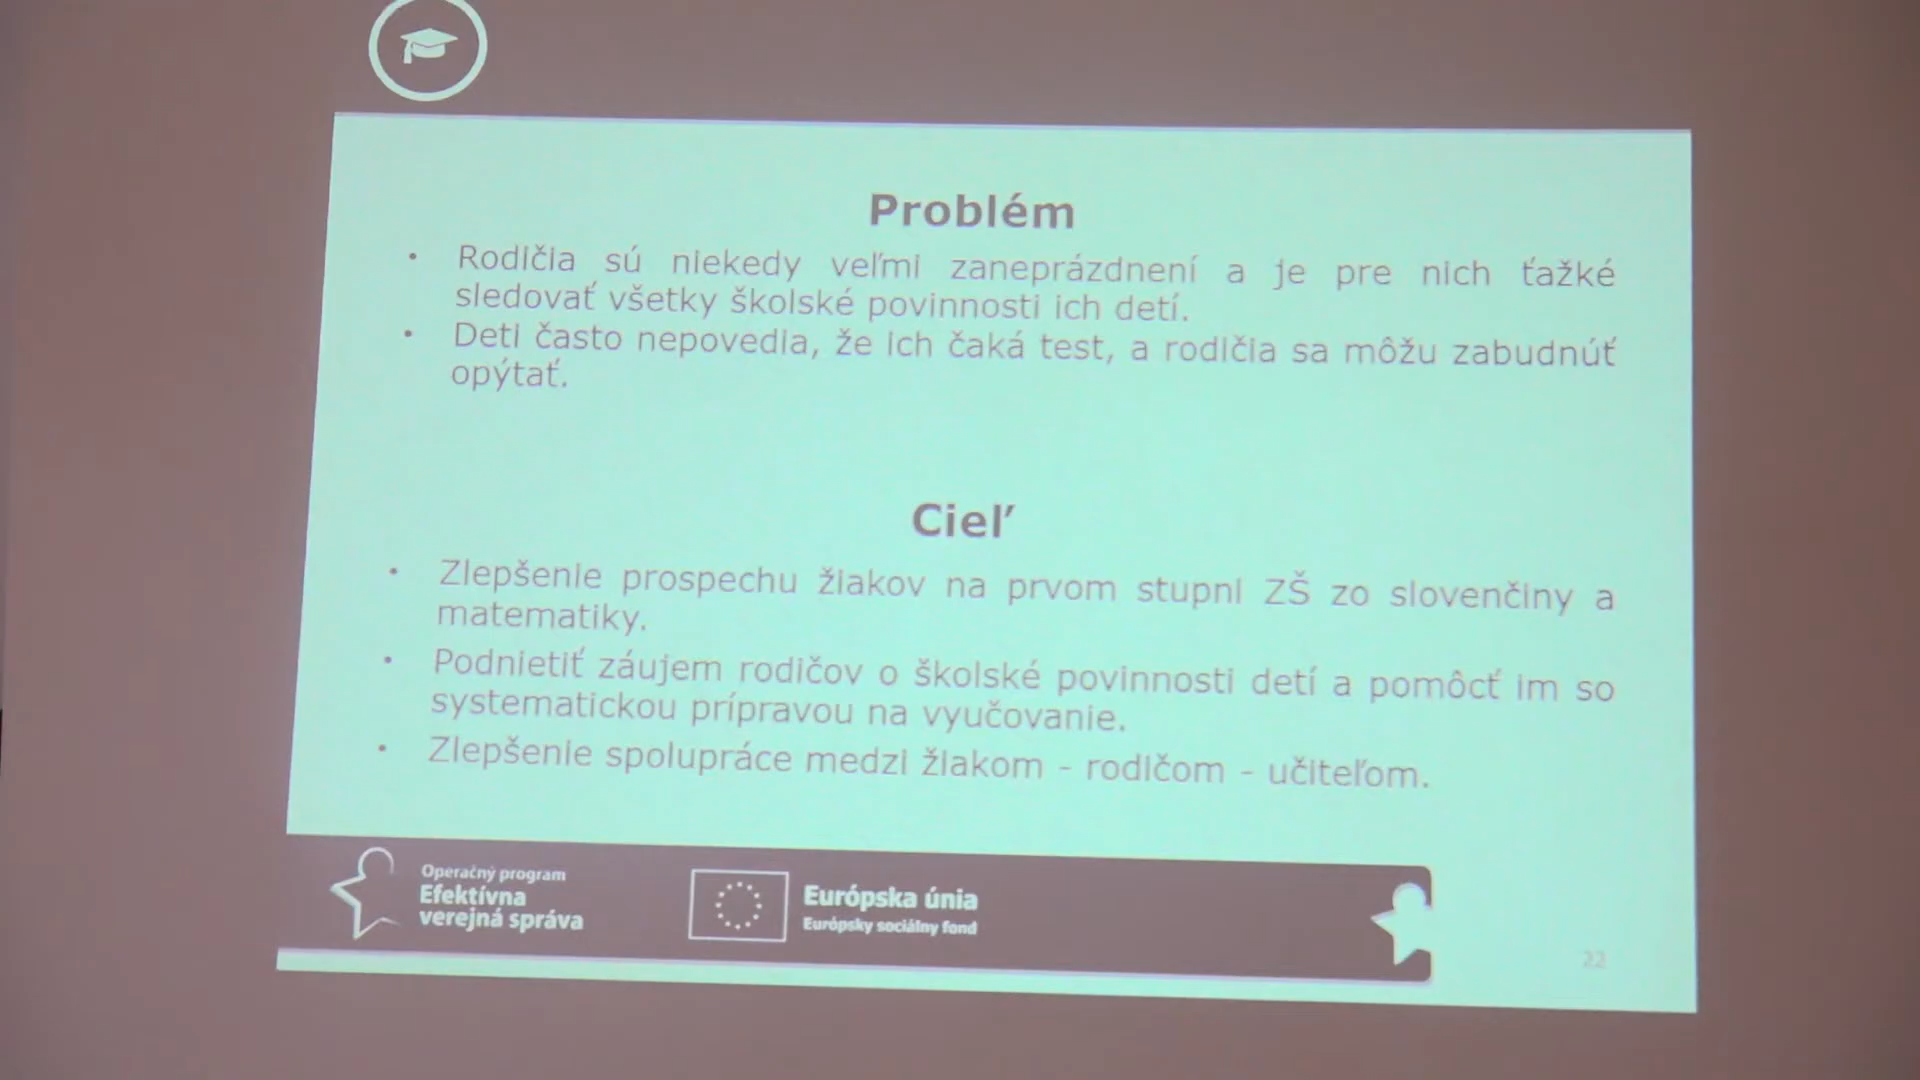 Problém
• Rodičia sú niekedy veľmi zaneprázdnení a je pre nich ťažké
sledovať všetky školské povinnosti ich detí.
• Deti často nepovedia, že ich čaká test, a rodičia sa môžu zabudnúť
opýtať.
Cieľ
• Zlepšenie prospechu žiakov na prvom stupni ZŠ zo slovenčiny a
matematiky.
• Podnietiť záujem rodičov o školské povinnosti detí a pomôcť im so
systematickou prípravou na vyučovanie.
• Zlepšenie spolupráce medzi žiakom - rodičom - učiteľom.
Operačný program
Efektívna
verejná správa
Európska únia
Európsky sociálny fond
22